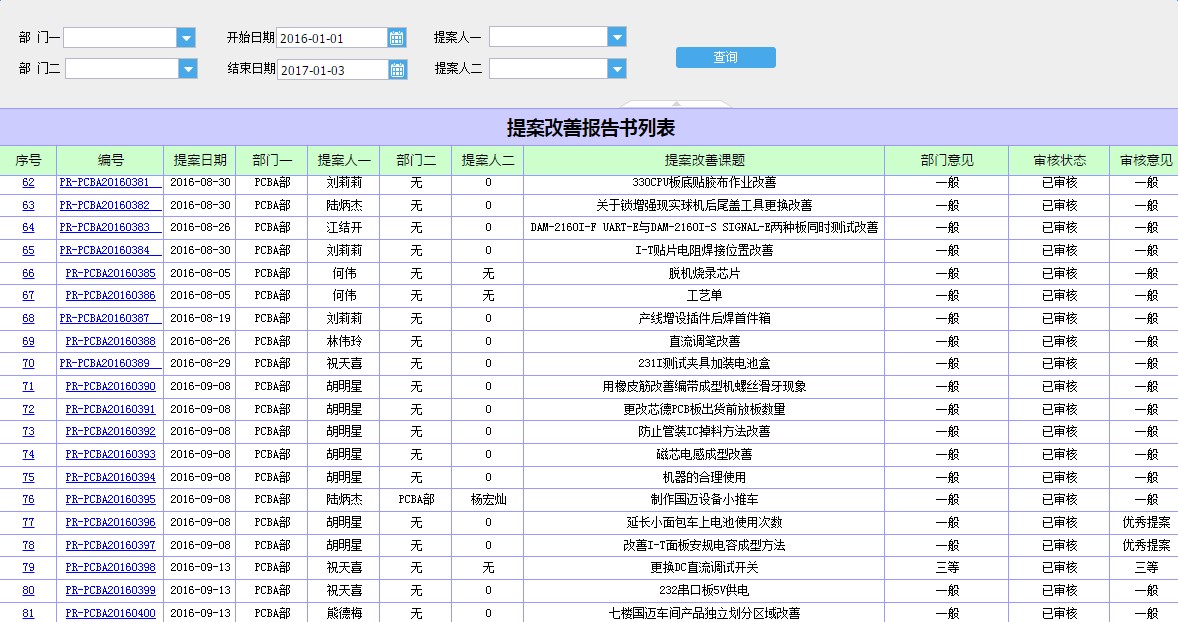 部 门一 开始日期 2016-01-01 提案人一
查询
部 门二 结束日期 2017-01-03 提案人二
提案改善报告书列表
序号 编号 提案日期 部门一 提案人一 部门二 提案人二 提案改善课题 部门意见 审核状态 审核意见
62 PR-PCBA20160381 2016-08-30 PCBA部 刘莉莉 无 0 330CPU板底贴胶布作业改善 一般 已审核 一般
63 PR-PCBA20160382 2016-08-30 PCBA部 陆炳杰 无 0 关于锁增强现实球机后尾盖工具更换改善 一般 已审核 一般
64 PR-PCBA20160383 2016-08-26 PCBA部 江结开 无 0 DAM-2160I-F UART-E与DAM-2160I-S SIGNAL-E两种板同时测试改善 一般 已审核 一般
65 PR-PCBA20160384 2016-08-30 PCBA部 刘莉莉 无 0 I-T贴片电阻焊接位置改善 一般 已审核 一般
66 PR-PCBA20160385 2016-08-05 PCBA部 何伟 无 无 脱机烧录芯片 一般 已审核 一般
67 PR-PCBA20160386 2016-08-05 PCBA部 何伟 无 无 工艺单 一般 已审核 一般
68 PR-PCBA20160387 2016-08-19 PCBA部 刘莉莉 无 0 产线增设插件后焊首件箱 一般 已审核 一般
69 PR-PCBA20160388 2016-08-26 PCBA部 林伟玲 无 0 直流调笔改善 一般 已审核 一般
70 PR-PCBA20160389 2016-08-29 PCBA部 祝天喜 无 0 231I测试夹具加装电池盒 一般 已审核 一般
71 PR-PCBA20160390 2016-09-08 PCBA部 胡明星 无 0 用橡皮筋改善编带成型机螺丝滑牙现象 一般 已审核 一般
72 PR-PCBA20160391 2016-09-08 PCBA部 胡明星 无 0 更改芯德PCB板出货前放板数量 一般 已审核 一般
73 PR-PCBA20160392 2016-09-08 PCBA部 胡明星 无 0 防止管装IC掉料方法改善 一般 已审核 一般
74 PR-PCBA20160393 2016-09-08 PCBA部 胡明星 无 0 磁芯电感成型改善 一般 已审核 一般
75 PR-PCBA20160394 2016-09-08 PCBA部 胡明星 无 0 机器的合理使用 一般 已审核 一般
76 PR-PCBA20160395 2016-09-08 PCBA部 陆炳杰 PCBA部 杨宏灿 制作国迈设备小推车 一般 已审核 一般
77 PR-PCBA20160396 2016-09-08 PCBA部 胡明星 无 0 延长小面包车上电池使用次数 一般 已审核 优秀提案
78 PR-PCBA20160397 2016-09-08 PCBA部 胡明星 无 0 改善I-T面板安规电容成型方法 一般 已审核 优秀提案
79 PR-PCBA20160398 2016-09-13 PCBA部 祝天喜 无 无 更换DC直流调试开关 三等 已审核 三等
80 PR-PCBA20160399 2016-09-13 PCBA部 祝天喜 无 0 232串口板5V供电 一般 已审核 一般
81 PR-PCBA20160400 2016-09-13 PCBA部 熊德梅 无 0 七楼国迈车间产品独立划分区域改善 一般 已审核 一般